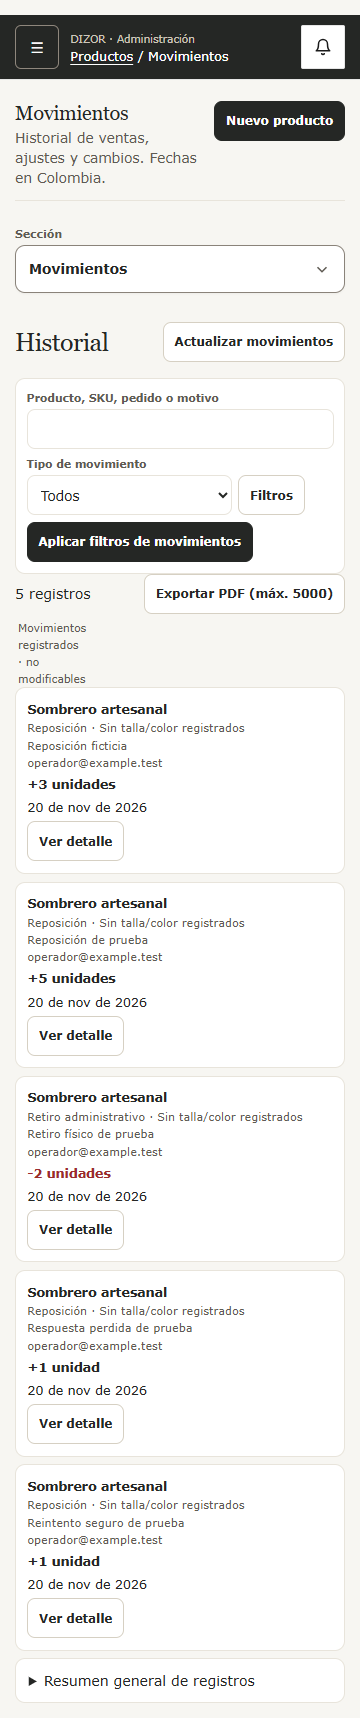 DIZOR · Administración
Productos / Movimientos
Movimientos
Nuevo producto
Historial de ventas,
ajustes y cambios. Fechas
en Colombia.
Sección
Movimientos
Historial
Actualizar movimientos
Producto, SKU, pedido o motivo
Tipo de movimiento
Todos
Filtros
Aplicar filtros de movimientos
5 registros
Exportar PDF (máx. 5000)
Movimientos
registrados
· no
modificables
Sombrero artesanal
Reposición · Sin talla/color registrados
Reposición ficticia
operador@example.test
+3 unidades
20 de nov de 2026
Ver detalle
Sombrero artesanal
Reposición · Sin talla/color registrados
Reposición de prueba
operador@example.test
+5 unidades
20 de nov de 2026
Ver detalle
Sombrero artesanal
Retiro administrativo · Sin talla/color registrados
Retiro físico de prueba
operador@example.test
-2 unidades
20 de nov de 2026
Ver detalle
Sombrero artesanal
Reposición · Sin talla/color registrados
Respuesta perdida de prueba
operador@example.test
+1 unidad
20 de nov de 2026
Ver detalle
Sombrero artesanal
Reposición · Sin talla/color registrados
Reintento seguro de prueba
operador@example.test
+1 unidad
20 de nov de 2026
Ver detalle
Resumen general de registros